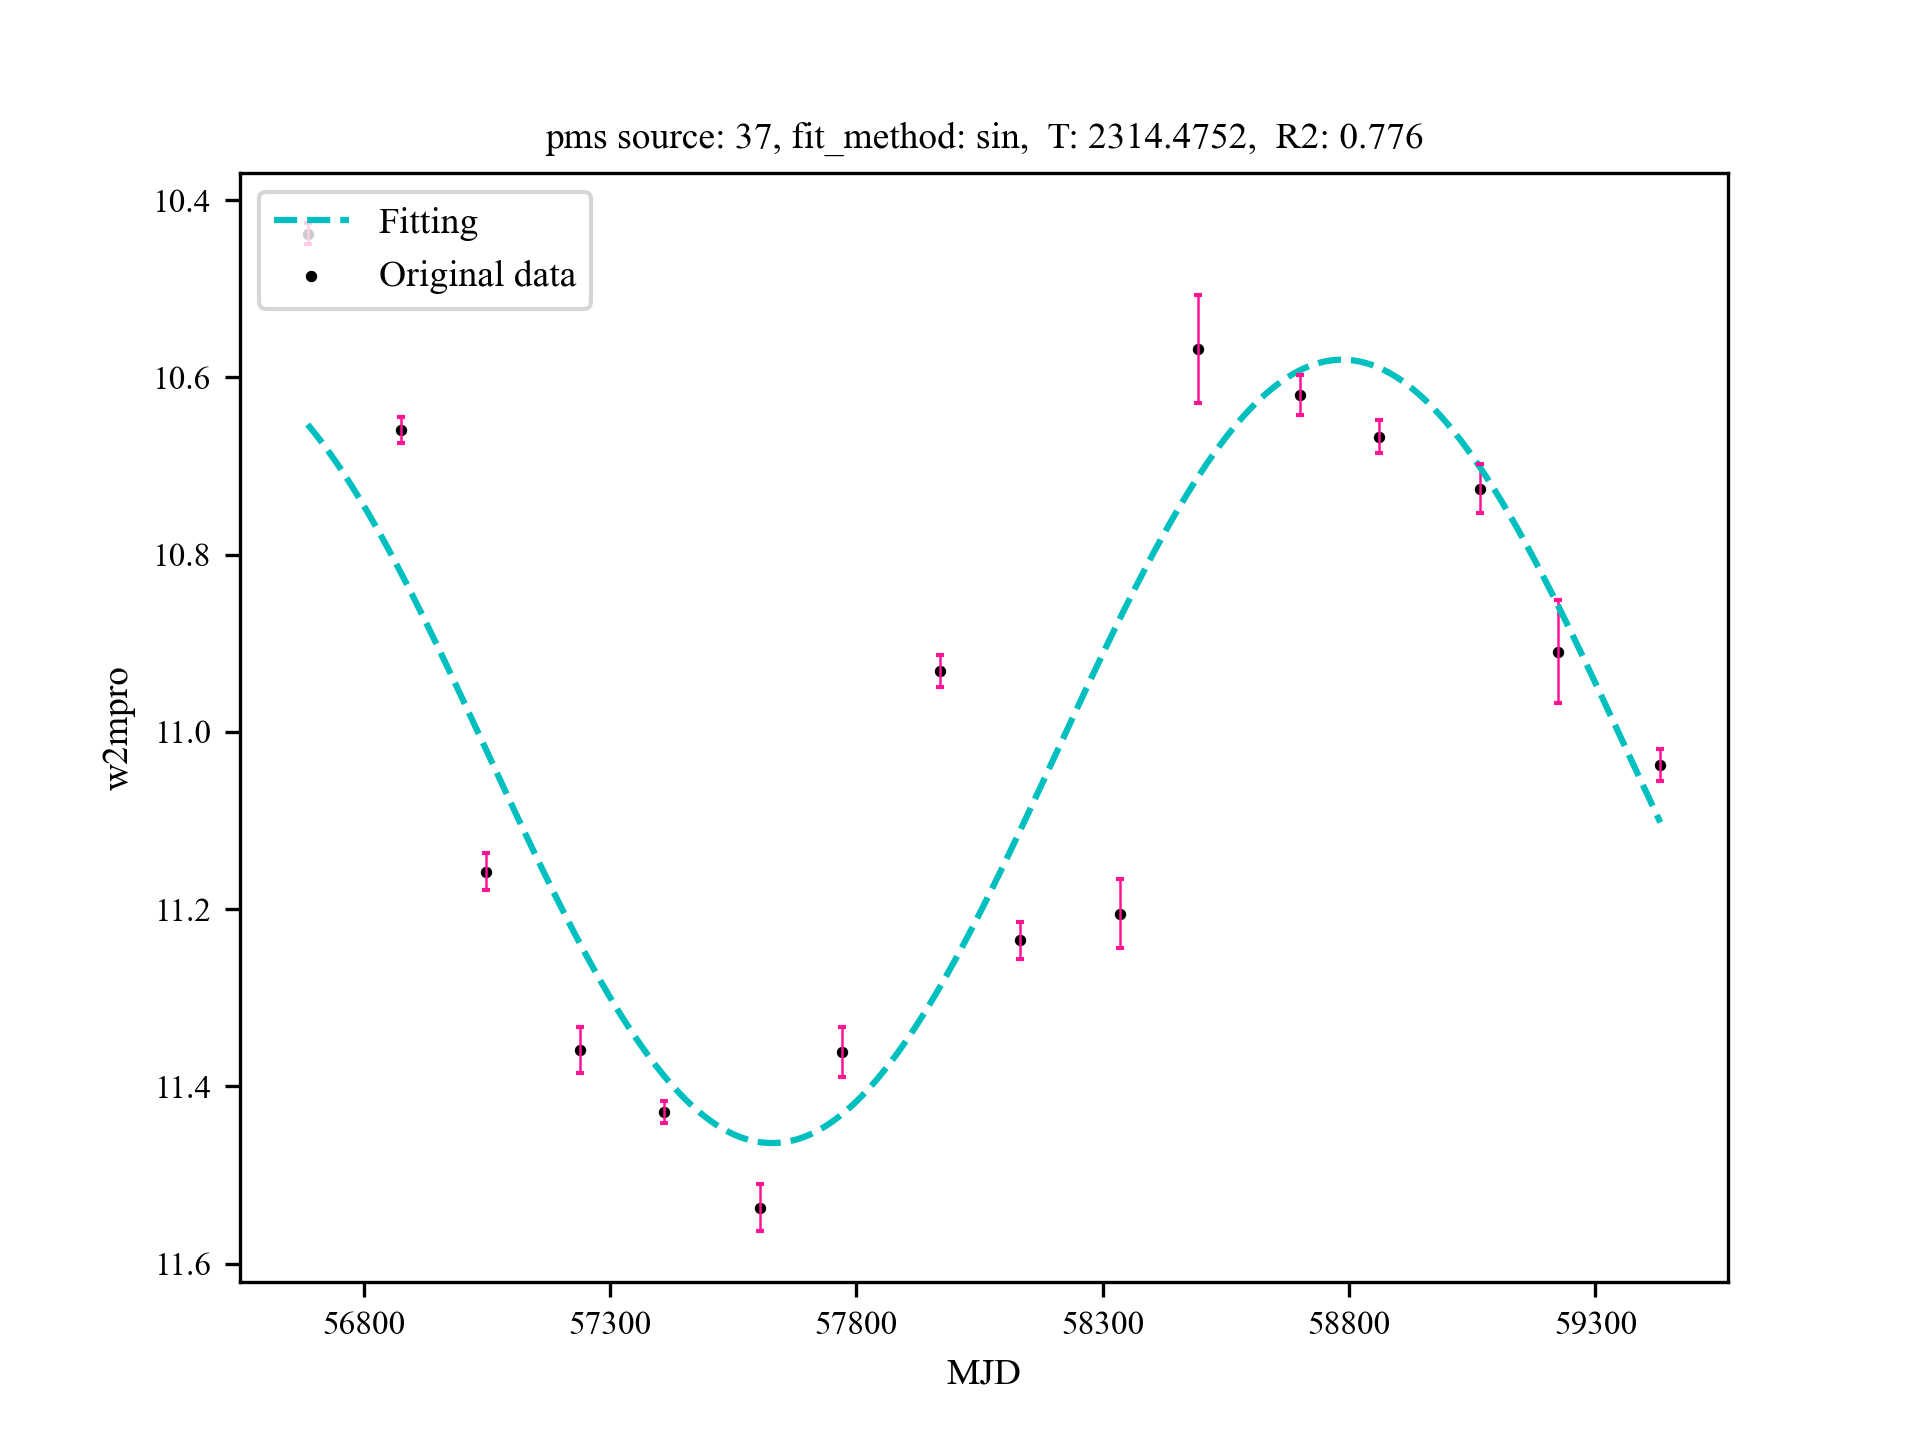 pms source: 37, fit_method: sin,  T: 2314.4752,  R2: 0.776
Fitting
Original data
10.4
10.6
10.8
11.0
11.2
11.4
11.6
w2mpro
56800 57300 57800 58300 58800 59300
MJD